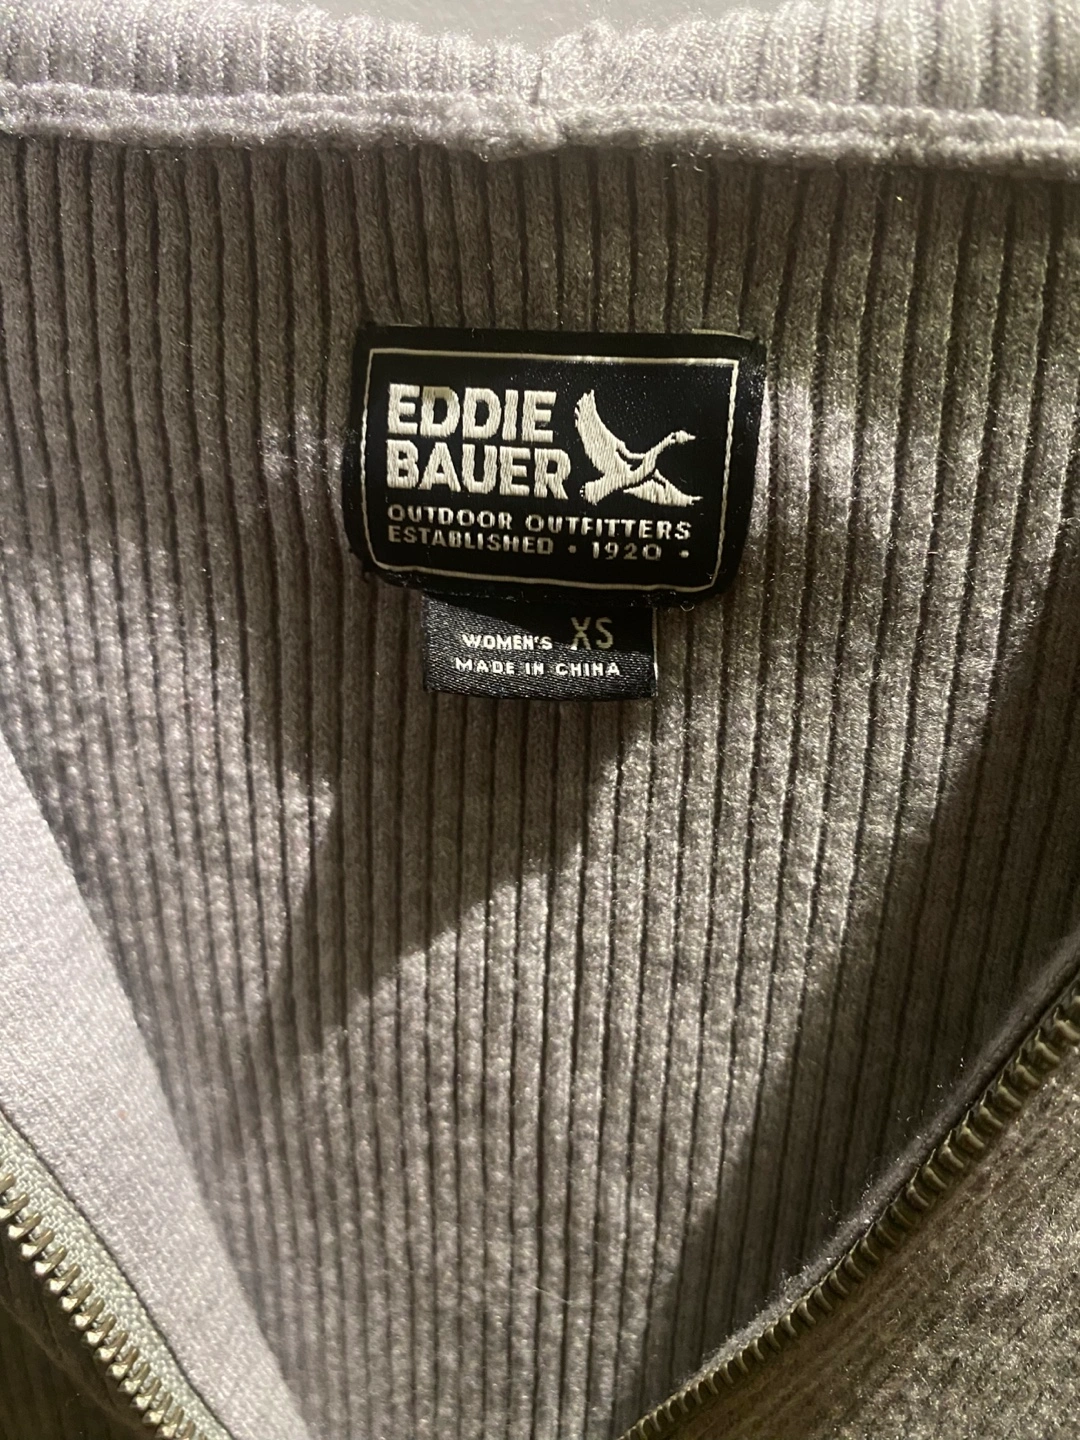 EDDIE
BAUER
OUTDOOR OUTFITTERS
ESTABLISHED • 1920 •
WOMEN'S XS
MADE IN CHINA